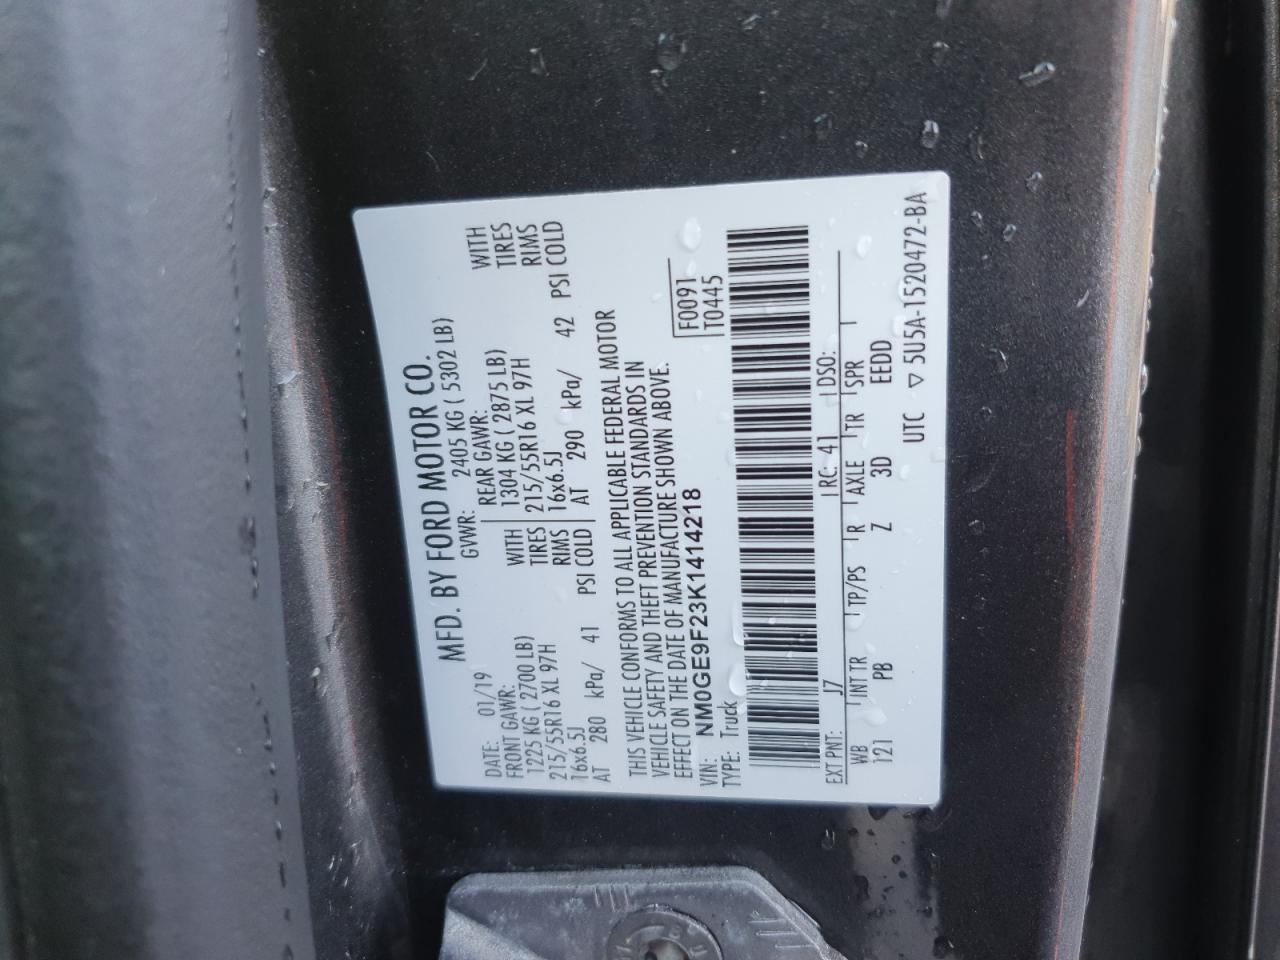 MFD. BY FORD MOTOR CO.
DATE: 01/19 GVWR: 2405 KG ( 5302 LB)
FRONT GAWR: REAR GAWR:
1225 KG ( 2700 LB) WITH 1304 KG ( 2875 LB) WITH
215/55R16 XL 97H TIRES 215/55R16 XL 97H TIRES
16x6.5J RIMS 16x6.5J RIMS
AT 280 kPa/ 41 PSI COLD AT 290 kPa/ 42 PSI COLD
THIS VEHICLE CONFORMS TO ALL APPLICABLE FEDERAL MOTOR
VEHICLE SAFETY AND THEFT PREVENTION STANDARDS IN
EFFECT ON THE DATE OF MANUFACTURE SHOWN ABOVE.
VIN: NM0GE9F23K1414218 F0091
TYPE: Truck T0445
EXT PNT: J7 RC: 41 DSO:
WB INT TR TP/PS R AXLE TR SPR
121 PB Z 3D EEDD
UTC ▽ 5U5A-1520472-BA